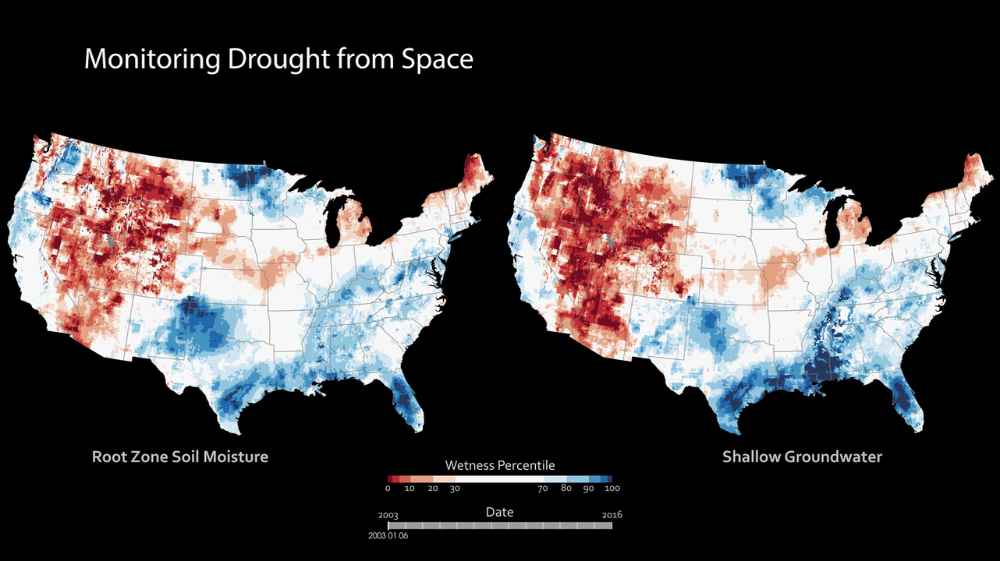 Monitoring Drought from Space
Root Zone Soil Moisture
Shallow Groundwater
Wetness Percentile
0 10 20 30 70 80 90 100
Date
2003 2016
2003 01 06